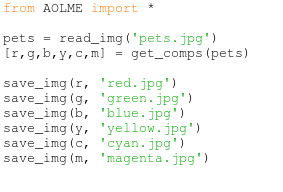 from AOLME import *
pets = read_img('pets.jpg')
[r,g,b,y,c,m] = get_comps(pets)
save_img(r, 'red.jpg')
save_img(g, 'green.jpg')
save_img(b, 'blue.jpg')
save_img(y, 'yellow.jpg')
save_img(c, 'cyan.jpg')
save_img(m, 'magenta.jpg')